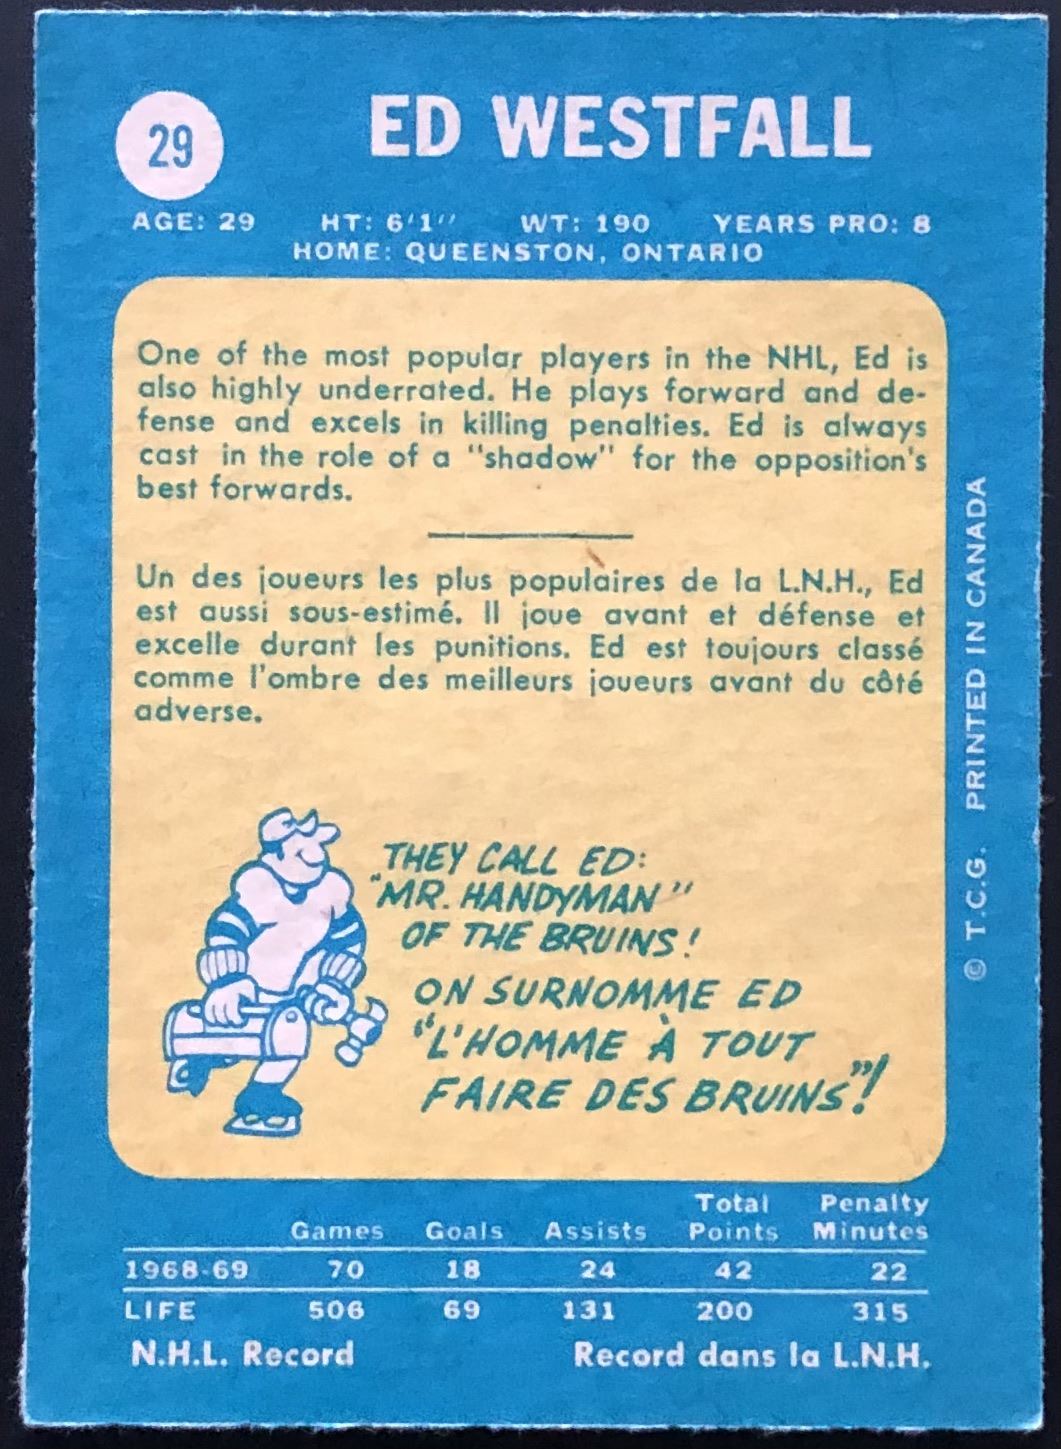 29
ED WESTFALL
AGE: 29 HT: 6'1'' WT: 190 YEARS PRO: 8
HOME: QUEENSTON, ONTARIO
One of the most popular players in the NHL, Ed is
also highly underrated. He plays forward and de-
fense and excels in killing penalties. Ed is always
cast in the role of a "shadow" for the opposition's
best forwards.
Un des joueurs les plus populaires de la L.N.H., Ed
est aussi sous-estimé. Il joue avant et défense et
excelle durant les punitions. Ed est toujours classé
comme l'ombre des meilleurs joueurs avant du côté
adverse.
THEY CALL ED:
"MR. HANDYMAN"
OF THE BRUINS!
ON SURNOMME ED
"L'HOMME À TOUT
FAIRE DES BRUINS"!
© T.C.G. PRINTED IN CANADA
Games Goals Assists Total Points Penalty Minutes
1968-69 70 18 24 42 22
LIFE 506 69 131 200 315
N.H.L. Record Record dans la L.N.H.